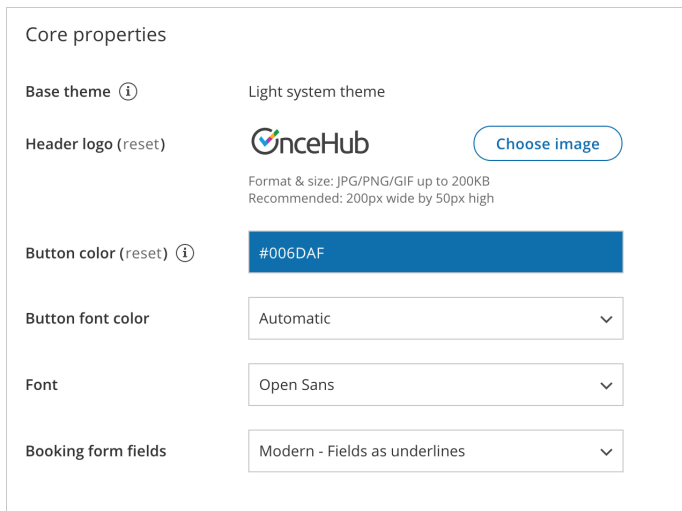 Core properties
Base theme
Light system theme
Header logo (reset)
OnceHub
Choose image
Format & size: JPG/PNG/GIF up to 200KB
Recommended: 200px wide by 50px high
Button color (reset)
#006DAF
Button font color
Automatic
Font
Open Sans
Booking form fields
Modern - Fields as underlines